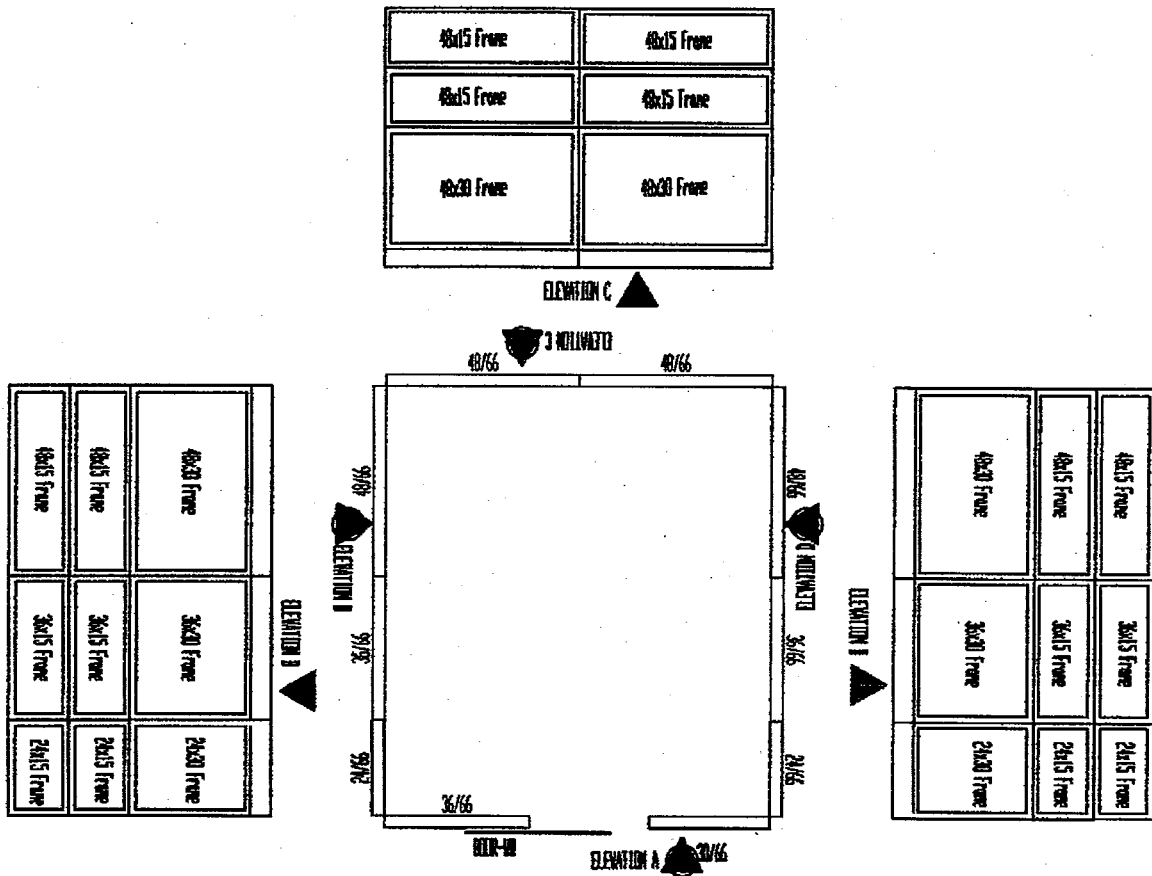 48x15 Frame
48x15 Frame
48x15 Frame
48x15 Frame
48x30 Frame
48x30 Frame
ELEVATION C
ELEVATION C
48/66
48/66
48x15 Frame
48x15 Frame
48x30 Frame
36x15 Frame
36x15 Frame
36x30 Frame
24x15 Frame
24x15 Frame
24x30 Frame
ELEVATION
48/66
ELEVATION
36/66
24/66
36/66
48/66
ELEVATION
36/66
24/66
ELEVATION A
30/66
ELEVATION
48x30 Frame
48x15 Frame
48x15 Frame
36x30 Frame
36x15 Frame
36x15 Frame
24x30 Frame
24x15 Frame
24x15 Frame